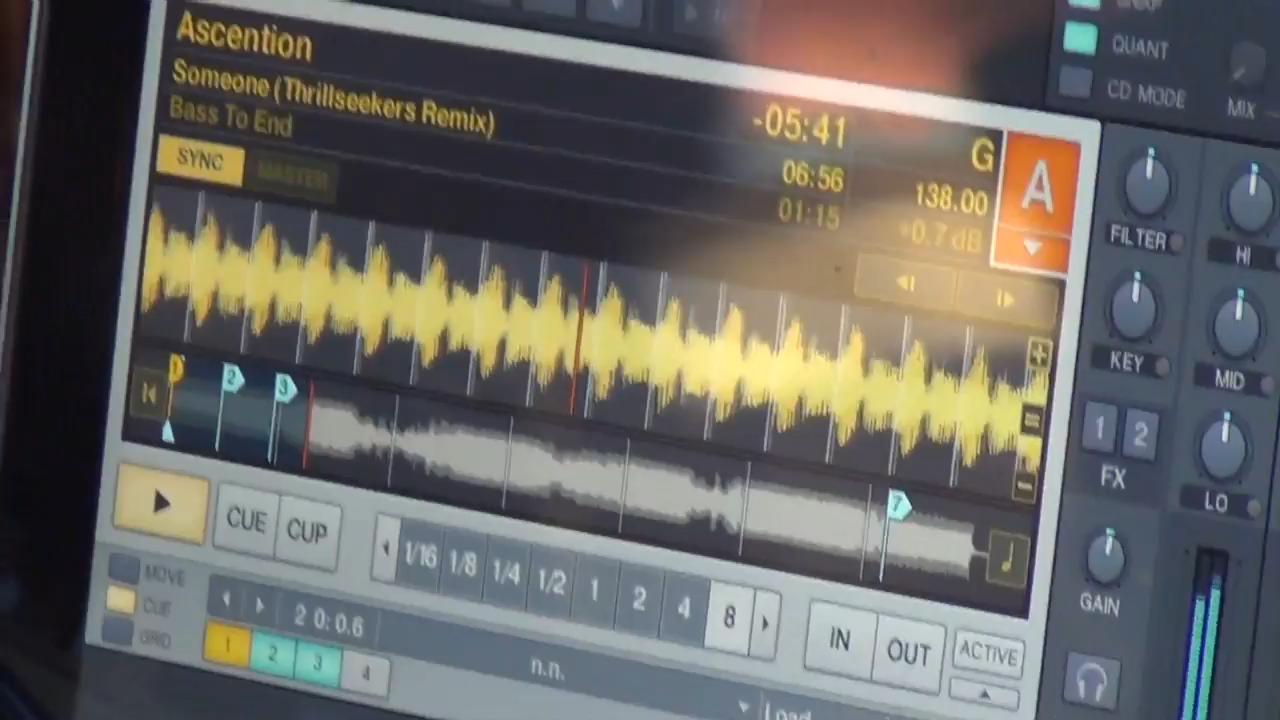 Ascention
Someone (Thrillseekers Remix)
Bass To End
-05:41
06:56
01:15
G
138.00
+0.7 dB
A
SYNC
MASTER
QUANT
CD MODE
MIX
FILTER
HI
KEY
MID
1 2
FX
LO
GAIN
2
3
7
CUE
CUP
1/16 1/8 1/4 1/2 1 2 4 8
IN
OUT
ACTIVE
MOVE
CUE
GRID
2 0:0.6
1 2 3 4
n.n.
Load